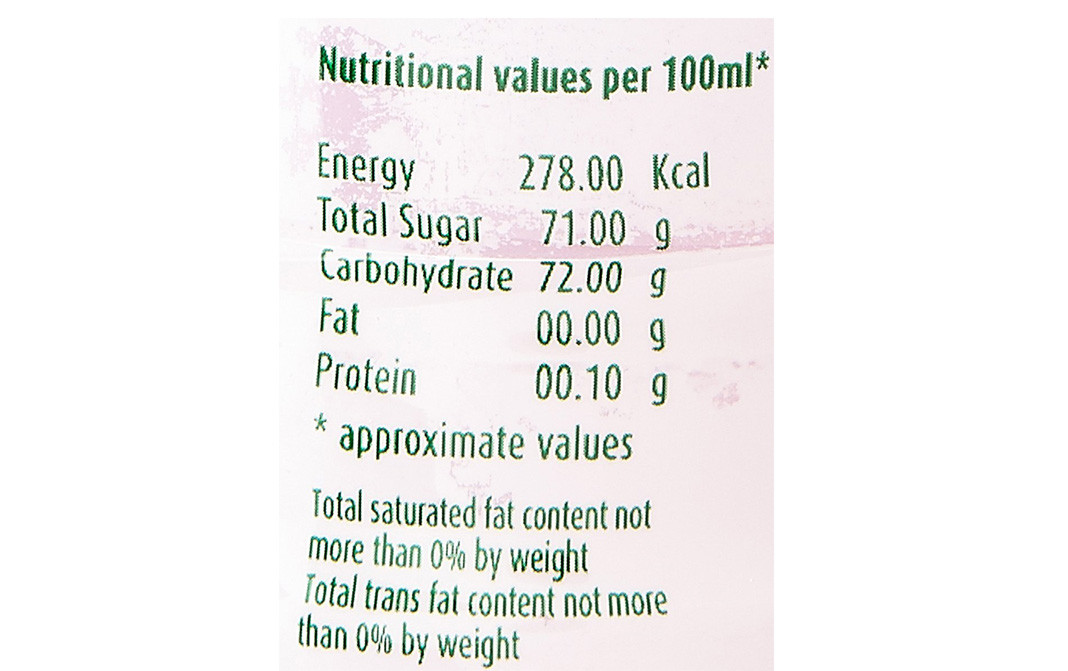 Nutritional values per 100ml*
Energy 278.00 Kcal
Total Sugar 71.00 g
Carbohydrate 72.00 g
Fat 00.00 g
Protein 00.10 g
* approximate values
Total saturated fat content not
more than 0% by weight
Total trans fat content not more
than 0% by weight